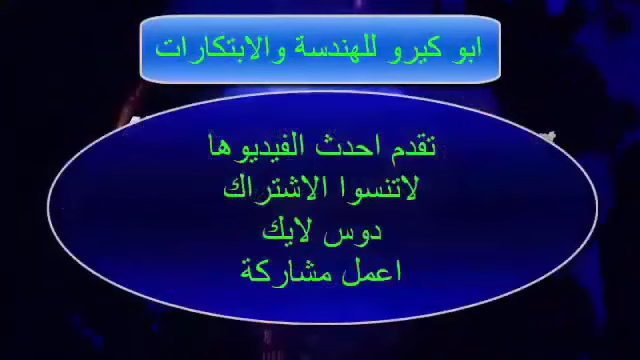 ابو كيرو للهندسة والابتكارات
تقدم احدث الفيديوها
لاتنسوا الاشتراك
دوس لايك
اعمل مشاركة